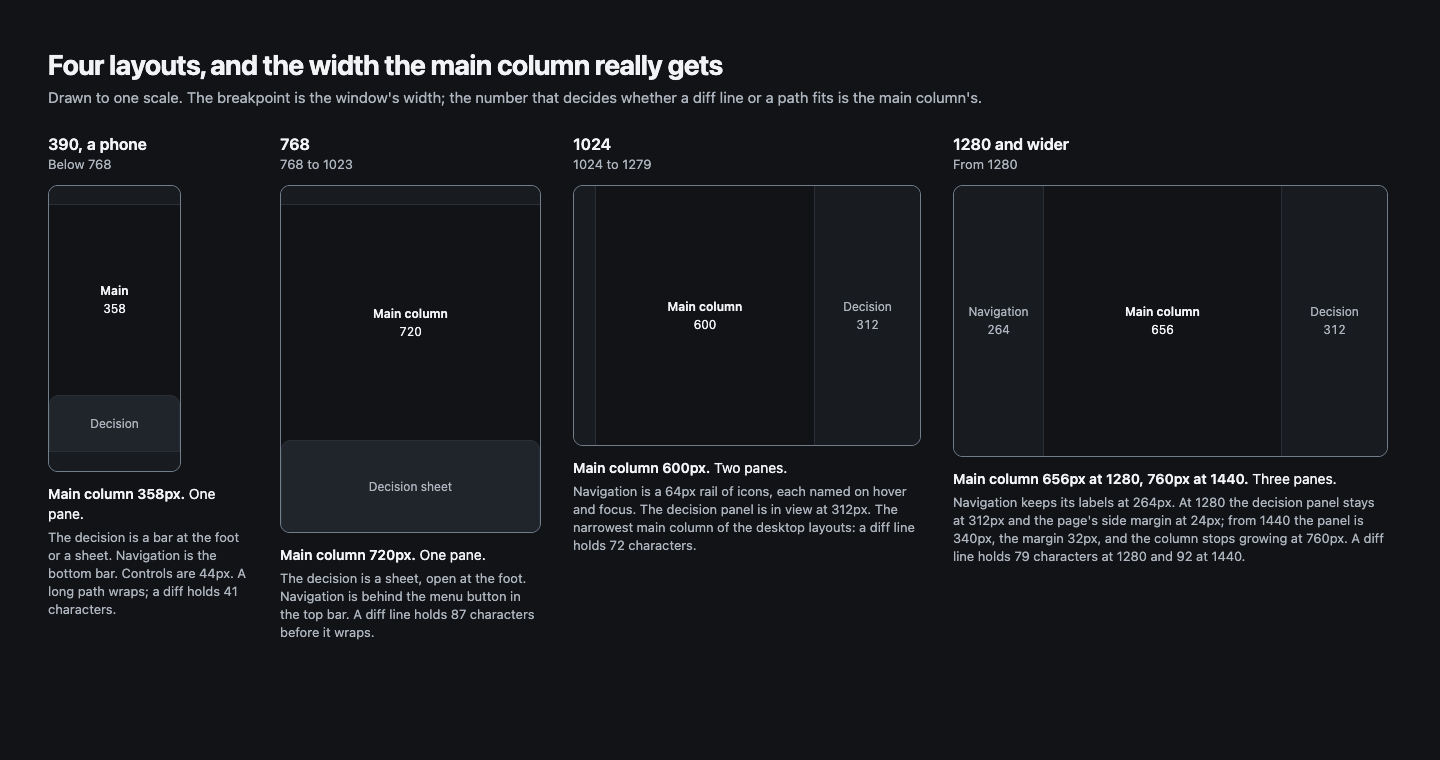 Four layouts, and the width the main column really gets
Drawn to one scale. The breakpoint is the window's width; the number that decides whether a diff line or a path fits is the main column's.
390, a phone
Below 768
Main
358
Decision
Main column 358px. One
pane.
The decision is a bar at the foot
or a sheet. Navigation is the
bottom bar. Controls are 44px. A
long path wraps; a diff holds 41
characters.
768
768 to 1023
Main column
720
Decision sheet
Main column 720px. One pane.
The decision is a sheet, open at the foot.
Navigation is behind the menu button in
the top bar. A diff line holds 87 characters
before it wraps.
1024
1024 to 1279
Main column
600
Decision
312
Main column 600px. Two panes.
Navigation is a 64px rail of icons, each named on hover
and focus. The decision panel is in view at 312px. The
narrowest main column of the desktop layouts: a diff line
holds 72 characters.
1280 and wider
From 1280
Navigation
264
Main column
656
Decision
312
Main column 656px at 1280, 760px at 1440. Three panes.
Navigation keeps its labels at 264px. At 1280 the decision panel stays
at 312px and the page's side margin at 24px; from 1440 the panel is
340px, the margin 32px, and the column stops growing at 760px. A diff
line holds 79 characters at 1280 and 92 at 1440.